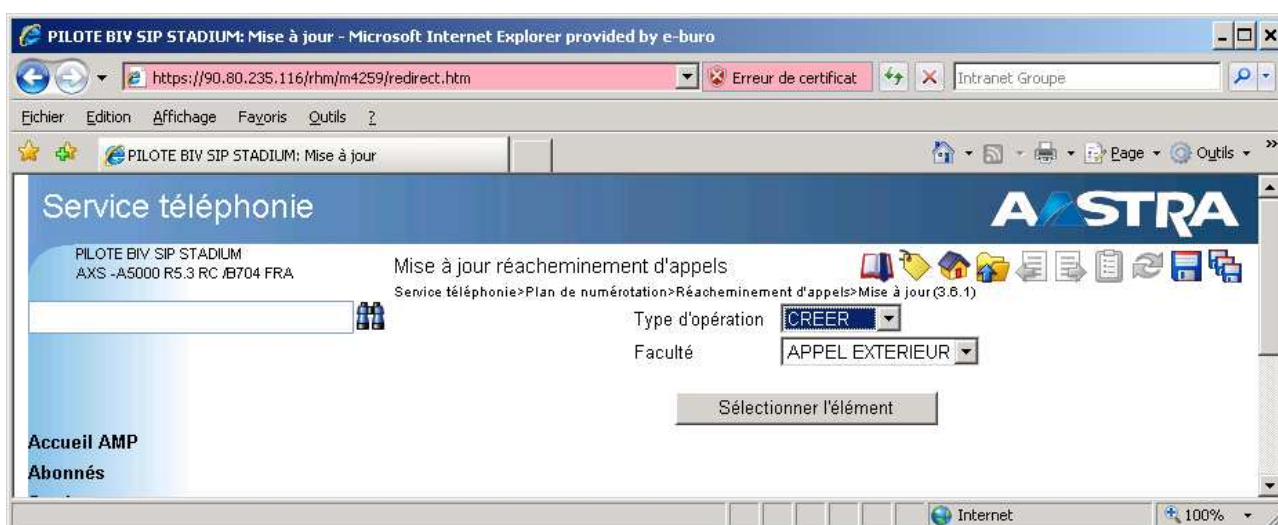 PILOTE BIV SIP STADIUM: Mise à jour - Microsoft Internet Explorer provided by e-buro
https://90.80.235.116/rhm/m4259/redirect.htm
Erreur de certificat
Intranet Groupe
Eichier Edition Affichage Favoris Outils ?
PILOTE BIV SIP STADIUM: Mise à jour
Page
Outils
Service téléphonie
AASTRA
PILOTE BIV SIP STADIUM
AXS -A5000 R5.3 RC /B704 FRA
Mise à jour réacheminement d'appels
Service téléphonie>Plan de numérotation>Réacheminement d'appels>Mise à jour(3.6.1)
Type d'opération CREER
Faculté APPEL EXTERIEUR
Sélectionner l'élément
Accueil AMP
Abonnés
Internet
100%